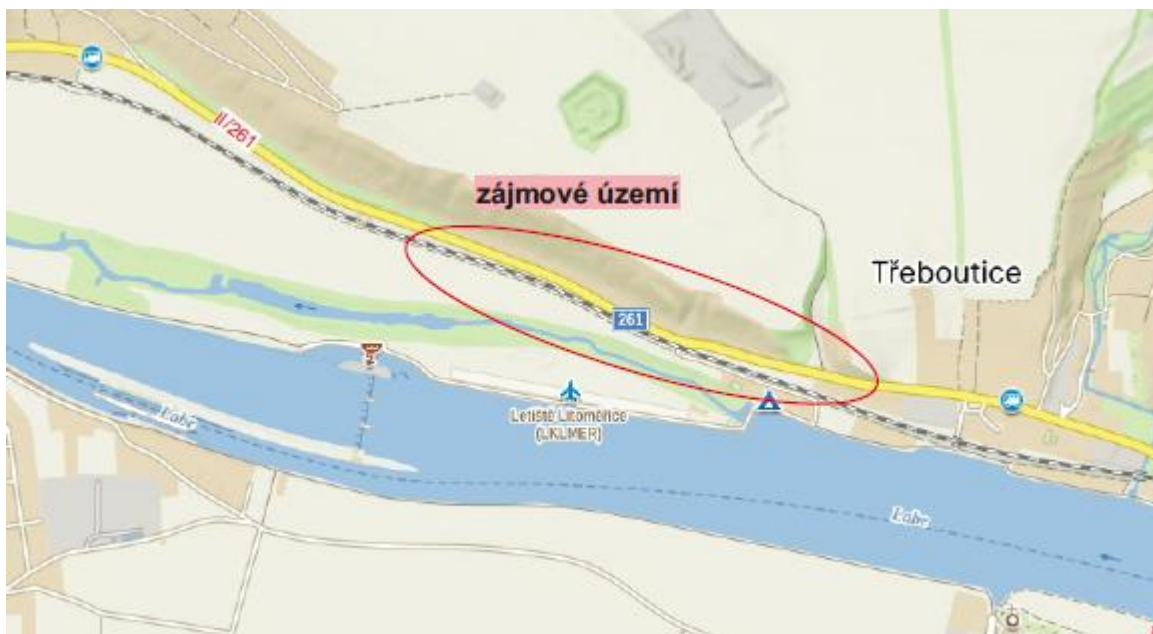 II/261
zájmové území
Třeboutice
261
Letiště Litoměřice
(LKLMER)
Labe
Labe